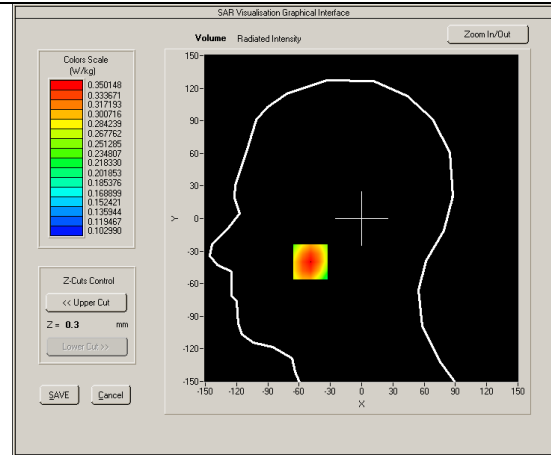 SAR Visualisation Graphical Interface
Volume Radiated Intensity
Zoom In/Out
Colors Scale
(W/kg)
0.350148
0.333671
0.317193
0.300716
0.284239
0.267762
0.251285
0.234807
0.218330
0.201853
0.185376
0.168899
0.152421
0.135944
0.119467
0.102990
Z-Cuts Control
<< Upper Cut
Z = 0.3 mm
Lower Cut >>
SAVE Cancel
150
120
90
60
30
0
-30
-60
-90
-120
-150
Y
-150 -120 -90 -60 -30 0 30 60 90 120 150
X